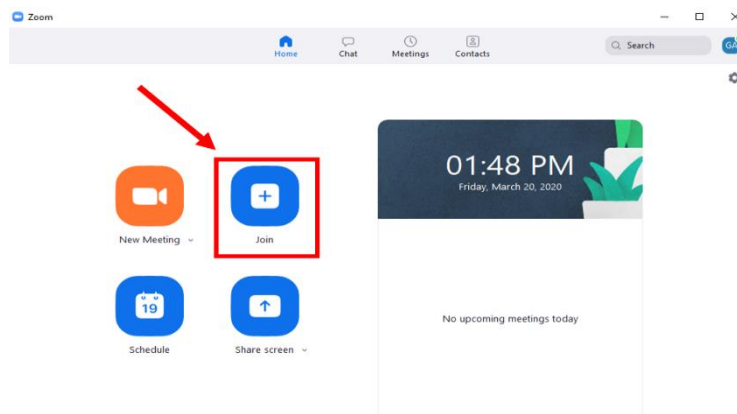 Zoom
Home
Chat
Meetings
Contacts
Search
GA
01:48 PM
Friday, March 20, 2020
New Meeting
Join
19
Schedule
Share screen
No upcoming meetings today